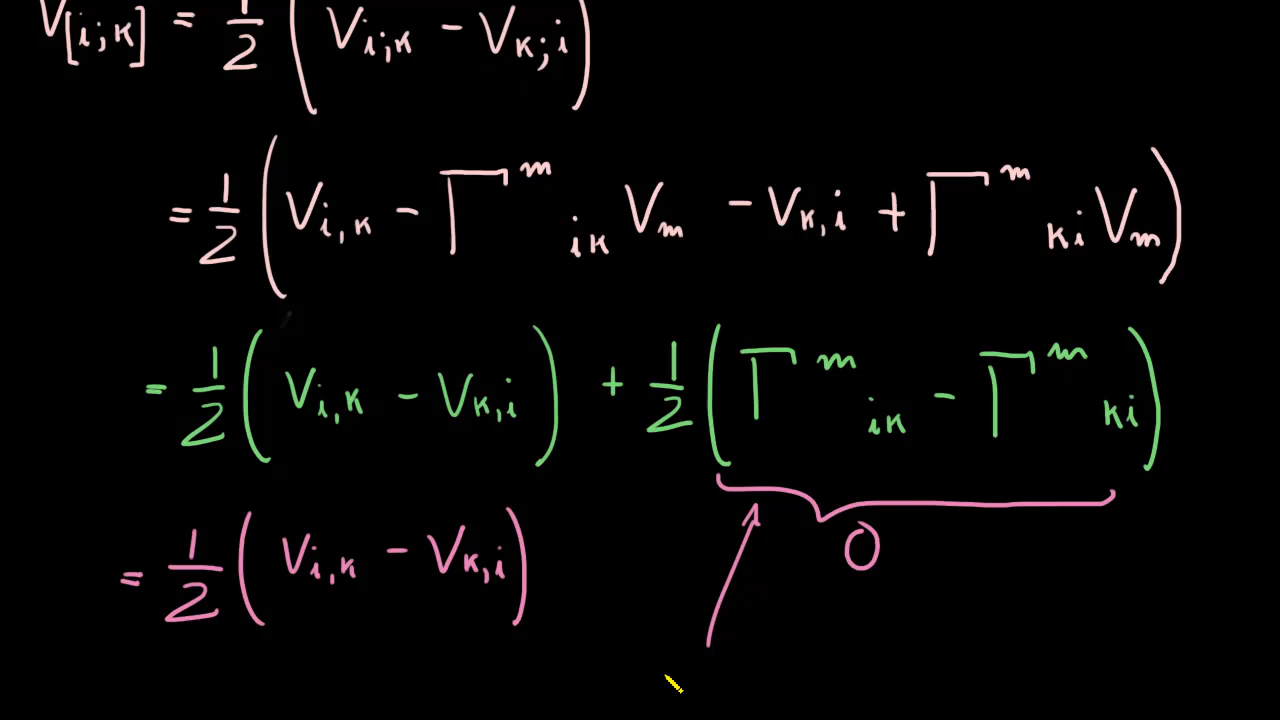 V[i;k] = 1/2 ( Vi;k - Vk;i )
= 1/2 ( Vi,k - Γ^m ik Vm - Vk,i + Γ^m ki Vm )
= 1/2 ( Vi,k - Vk,i ) + 1/2 ( Γ^m ik - Γ^m ki )
= 1/2 ( Vi,k - Vk,i )
0